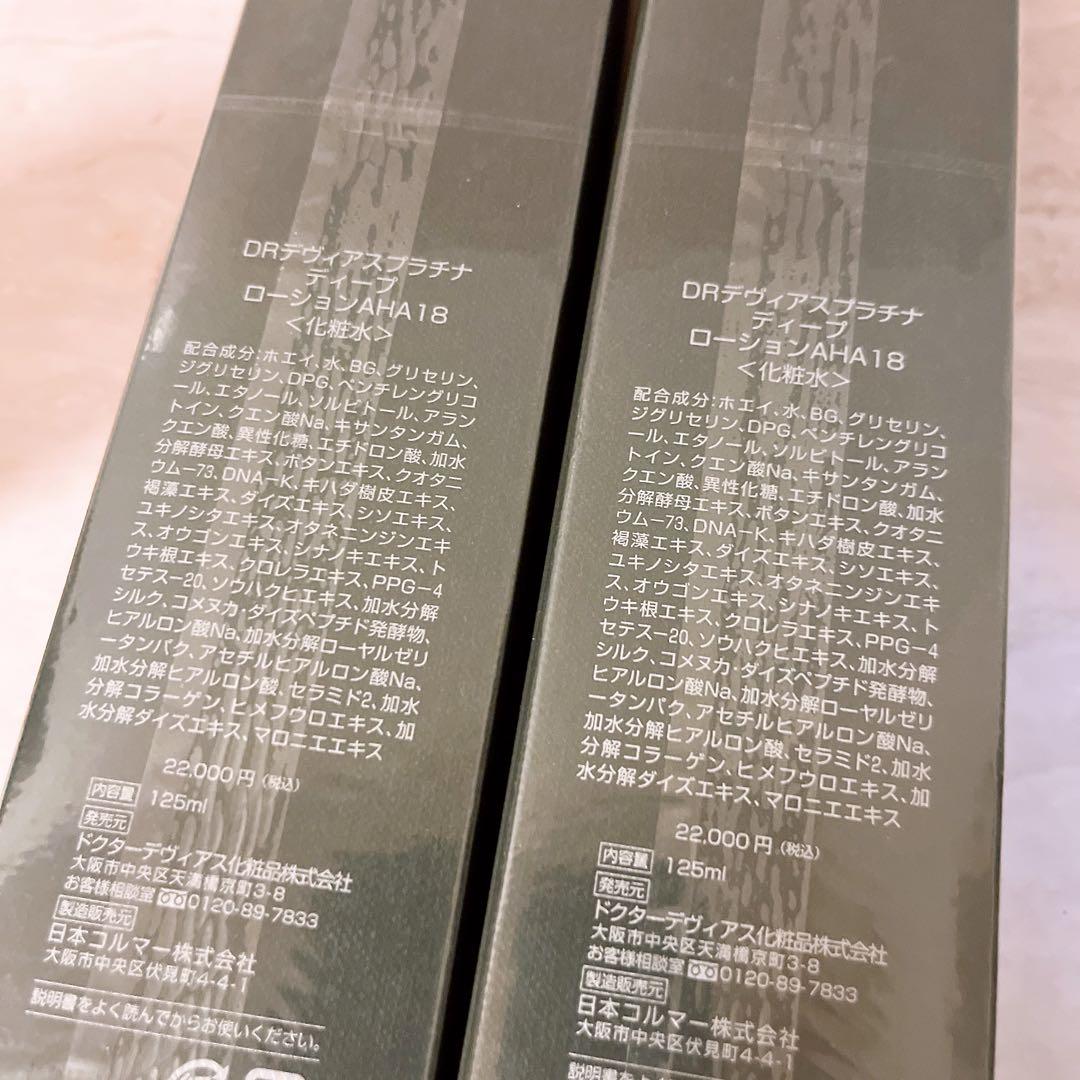 DRデヴィアスプラチナ
ディープ
ローションAHA18
<化粧水>
配合成分:ホエイ、水、BG、グリセリン、
ジグリセリン、DPG、ペンチレングリコ
ール、エタノール、ソルビトール、アラン
トイン、クエン酸Na、キサンタンガム、
クエン酸、異性化糖、エチドロン酸、加水
分解酵母エキス、ボタンエキス、クオタニ
ウム-73、DNA-K、キハダ樹皮エキス、
褐藻エキス、ダイズエキス、シソエキス、
ユキノシタエキス、オタネニンジンエキ
ス、オウゴンエキス、シナノキエキス、ト
ウキ根エキス、クロレラエキス、PPG-4
セテス-20、ソウハクヒエキス、加水分解
シルク、コメヌカ・ダイズペプチド発酵物、
ヒアルロン酸Na、加水分解ローヤルゼリ
ータンパク、アセチルヒアルロン酸Na、
加水分解ヒアルロン酸、セラミド2、加水
分解コラーゲン、ヒメフウロエキス、加
水分解ダイズエキス、マロニエエキス
22,000円(税込)
内容量 125ml
発売元
ドクターデヴィアス化粧品株式会社
大阪市中央区天満橋京町3-8
お客様相談室 0120-89-7833
製造販売元
日本コルマー株式会社
大阪市中央区伏見町4-4-1
説明書をよく読んでからお使いください。
DRデヴィアスプラチナ
ディープ
ローションAHA18
<化粧水>
配合成分:ホエイ、水、BG、グリセリン、
ジグリセリン、DPG、ペンチレングリコ
ール、エタノール、ソルビトール、アラン
トイン、クエン酸Na、キサンタンガム、
クエン酸、異性化糖、エチドロン酸、加水
分解酵母エキス、ボタンエキス、クオタニ
ウム-73、DNA-K、キハダ樹皮エキス、
褐藻エキス、ダイズエキス、シソエキス、
ユキノシタエキス、オタネニンジンエキ
ス、オウゴンエキス、シナノキエキス、ト
ウキ根エキス、クロレラエキス、PPG-4
セテス-20、ソウハクヒエキス、加水分解
シルク、コメヌカ・ダイズペプチド発酵物、
ヒアルロン酸Na、加水分解ローヤルゼリ
ータンパク、アセチルヒアルロン酸Na、
加水分解ヒアルロン酸、セラミド2、加水
分解コラーゲン、ヒメフウロエキス、加
水分解ダイズエキス、マロニエエキス
22,000円(税込)
内容量 125ml
発売元
ドクターデヴィアス化粧品株式会社
大阪市中央区天満橋京町3-8
お客様相談室 0120-89-7833
製造販売元
日本コルマー株式会社
大阪市中央区伏見町4-4-1
説明書をよく読んでからお使